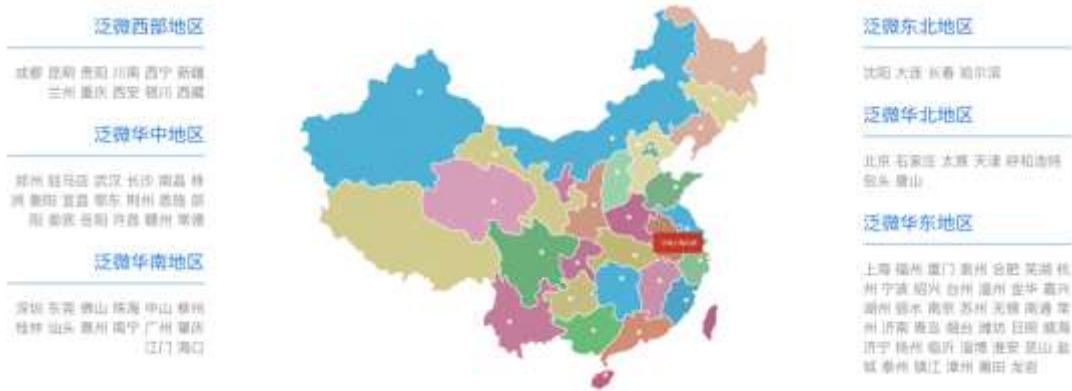 泛微西部地区
成都 昆明 贵阳 川南 西宁 新疆
兰州 重庆 西安 银川 西藏
泛微华中地区
郑州 驻马店 武汉 长沙 南昌 株
洲 衡阳 宜昌 鄂东 荆州 恩施 邵
阳 娄底 岳阳 许昌 赣州 常德
泛微华南地区
深圳 东莞 佛山 珠海 中山 柳州
桂林 汕头 惠州 南宁 广州 肇庆
江门 海口
泛微东北地区
沈阳 大连 长春 哈尔滨
泛微华北地区
北京 石家庄 太原 天津 呼和浩特
包头 唐山
泛微华东地区
上海 福州 厦门 泉州 合肥 芜湖 杭
州 宁波 绍兴 台州 温州 金华 嘉兴
湖州 丽水 南京 苏州 无锡 南通 常
州 济南 青岛 烟台 潍坊 日照 威海
济宁 扬州 临沂 淄博 淮安 昆山 盐
城 泰州 镇江 漳州 莆田 龙岩